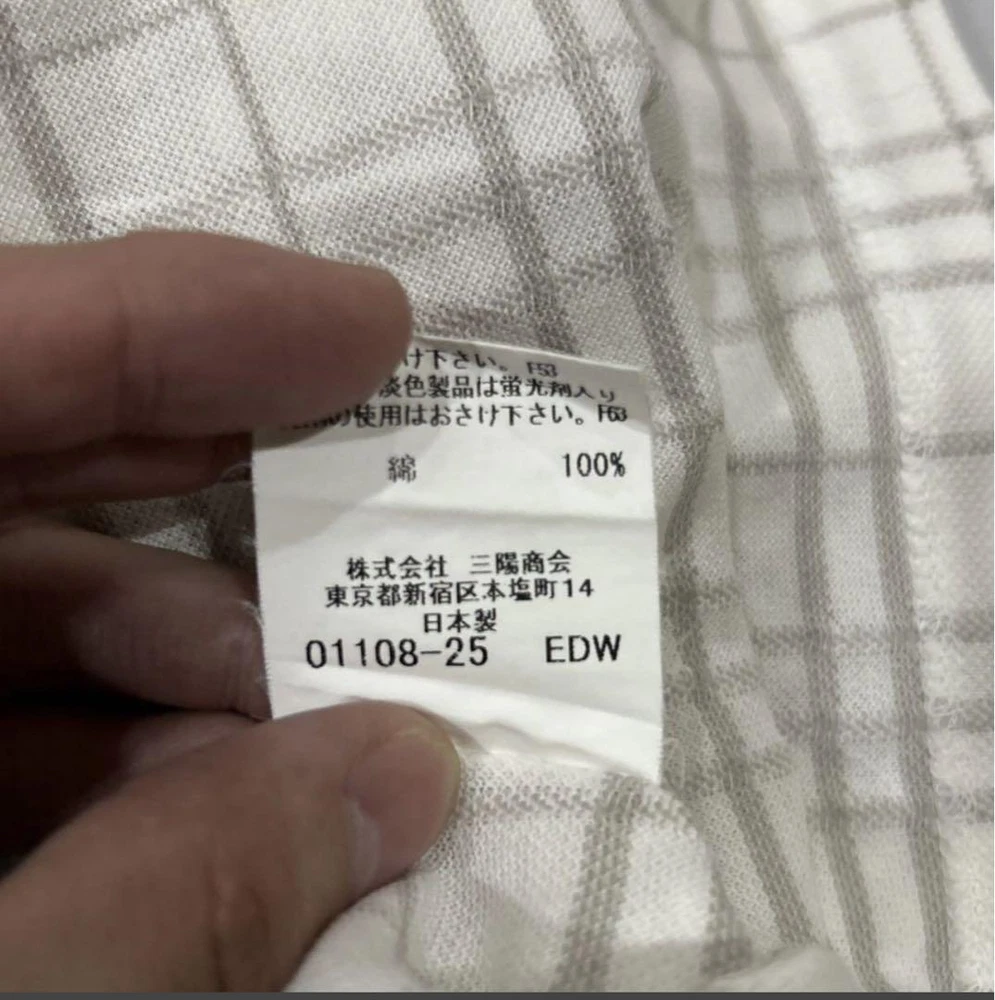 け下さい。F53
淡色製品は蛍光剤入り
の使用はおさけ下さい。F63
綿 100%
株式会社 三陽商会
東京都新宿区本塩町14
日本製
01108-25 EDW